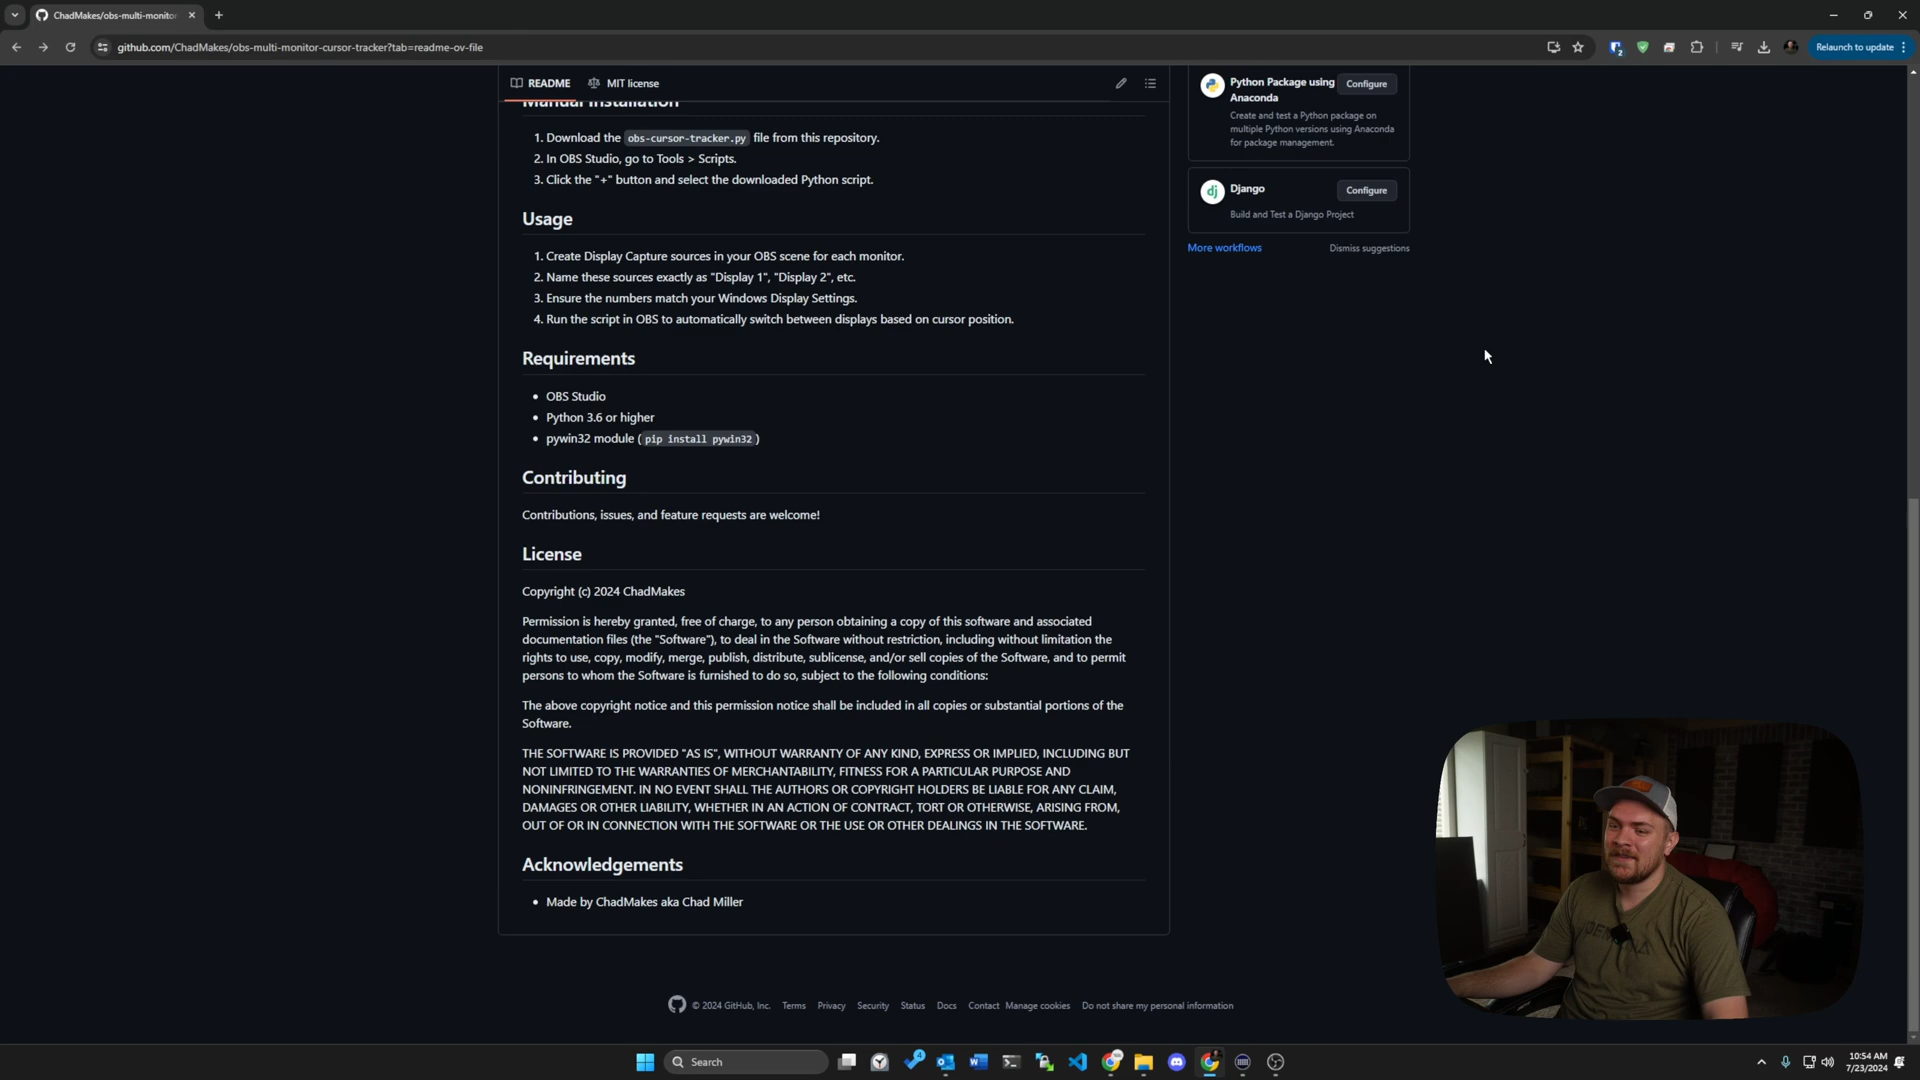 ChadMakes/obs-multi-monitor
github.com/ChadMakes/obs-multi-monitor-cursor-tracker?tab=readme-ov-file
2
Relaunch to update
README
MIT license
Manual Installation
1. Download the obs-cursor-tracker.py file from this repository.
2. In OBS Studio, go to Tools > Scripts.
3. Click the "+" button and select the downloaded Python script.
Usage
1. Create Display Capture sources in your OBS scene for each monitor.
2. Name these sources exactly as "Display 1", "Display 2", etc.
3. Ensure the numbers match your Windows Display Settings.
4. Run the script in OBS to automatically switch between displays based on cursor position.
Requirements
• OBS Studio
• Python 3.6 or higher
• pywin32 module (pip install pywin32)
Contributing
Contributions, issues, and feature requests are welcome!
License
Copyright (c) 2024 ChadMakes
Permission is hereby granted, free of charge, to any person obtaining a copy of this software and associated
documentation files (the "Software"), to deal in the Software without restriction, including without limitation the
rights to use, copy, modify, merge, publish, distribute, sublicense, and/or sell copies of the Software, and to permit
persons to whom the Software is furnished to do so, subject to the following conditions:
The above copyright notice and this permission notice shall be included in all copies or substantial portions of the
Software.
THE SOFTWARE IS PROVIDED "AS IS", WITHOUT WARRANTY OF ANY KIND, EXPRESS OR IMPLIED, INCLUDING BUT
NOT LIMITED TO THE WARRANTIES OF MERCHANTABILITY, FITNESS FOR A PARTICULAR PURPOSE AND
NONINFRINGEMENT. IN NO EVENT SHALL THE AUTHORS OR COPYRIGHT HOLDERS BE LIABLE FOR ANY CLAIM,
DAMAGES OR OTHER LIABILITY, WHETHER IN AN ACTION OF CONTRACT, TORT OR OTHERWISE, ARISING FROM,
OUT OF OR IN CONNECTION WITH THE SOFTWARE OR THE USE OR OTHER DEALINGS IN THE SOFTWARE.
Acknowledgements
• Made by ChadMakes aka Chad Miller
Python Package using
Anaconda
Configure
Create and test a Python package on
multiple Python versions using Anaconda
for package management.
dj
Django
Configure
Build and Test a Django Project
More workflows
Dismiss suggestions
© 2024 GitHub, Inc.
Terms
Privacy
Security
Status
Docs
Contact
Manage cookies
Do not share my personal information
Search
4
10:54 AM
7/23/2024